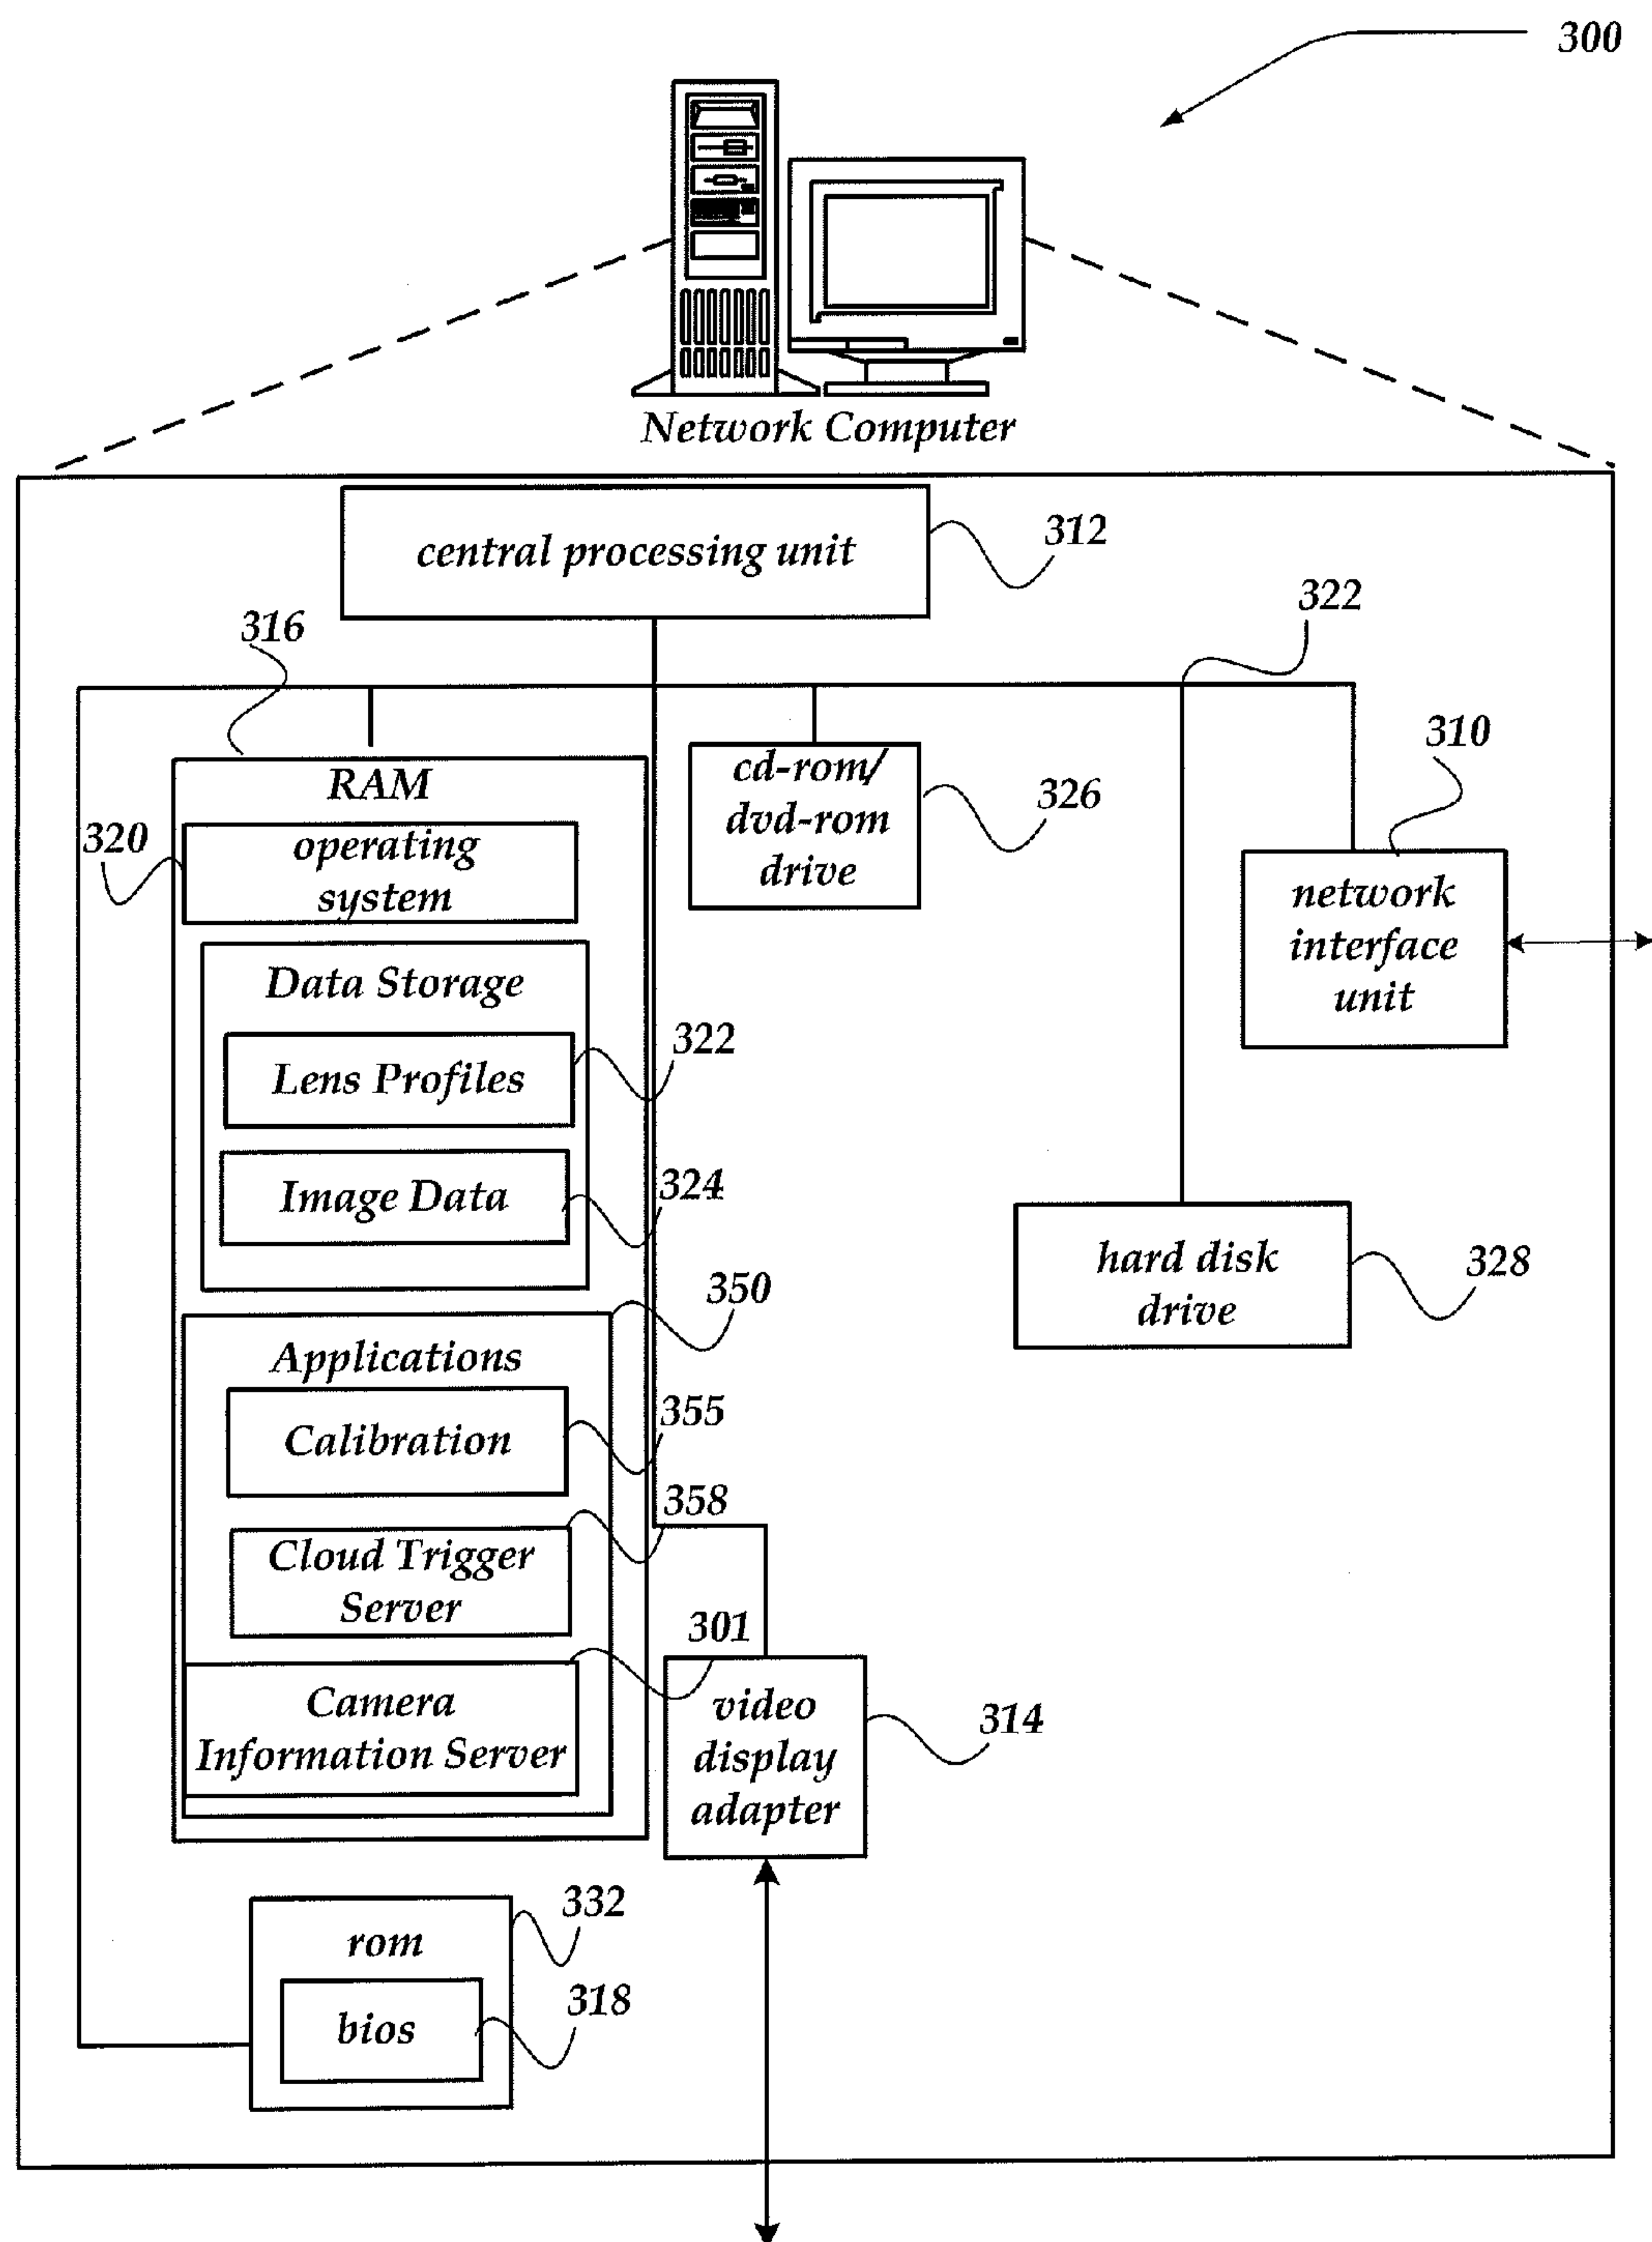 300
Network Computer
central processing unit
312
322
316
310
RAM
cd-rom/
dvd-rom
drive
326
320
operating
system
network
interface
unit
Data Storage
322
Lens Profiles
324
Image Data
hard disk
drive
328
350
Applications
355
Calibration
358
Cloud Trigger
Server
301
Camera
Information Server
video
display
adapter
314
332
rom
318
bios